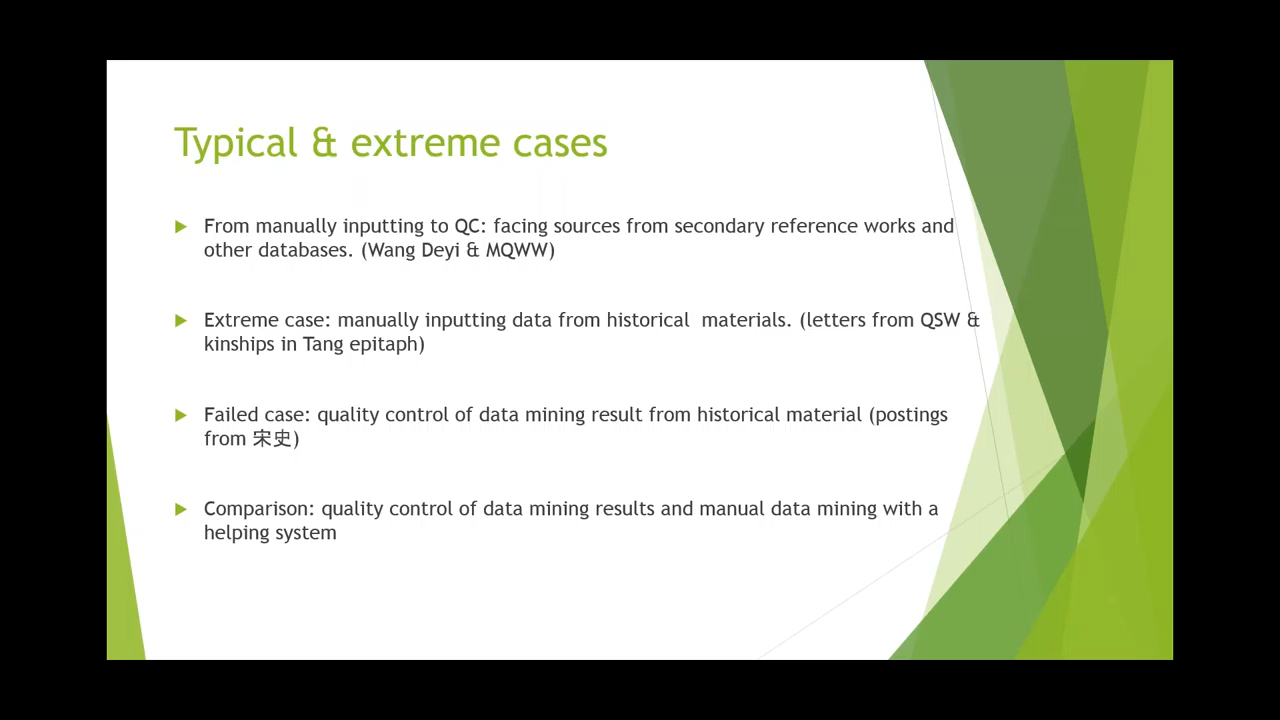 Typical & extreme cases
From manually inputting to QC: facing sources from secondary reference works and
other databases. (Wang Deyi & MQWW)
Extreme case: manually inputting data from historical  materials. (letters from QSW &
kinships in Tang epitaph)
Failed case: quality control of data mining result from historical material (postings
from 宋史)
Comparison: quality control of data mining results and manual data mining with a
helping system